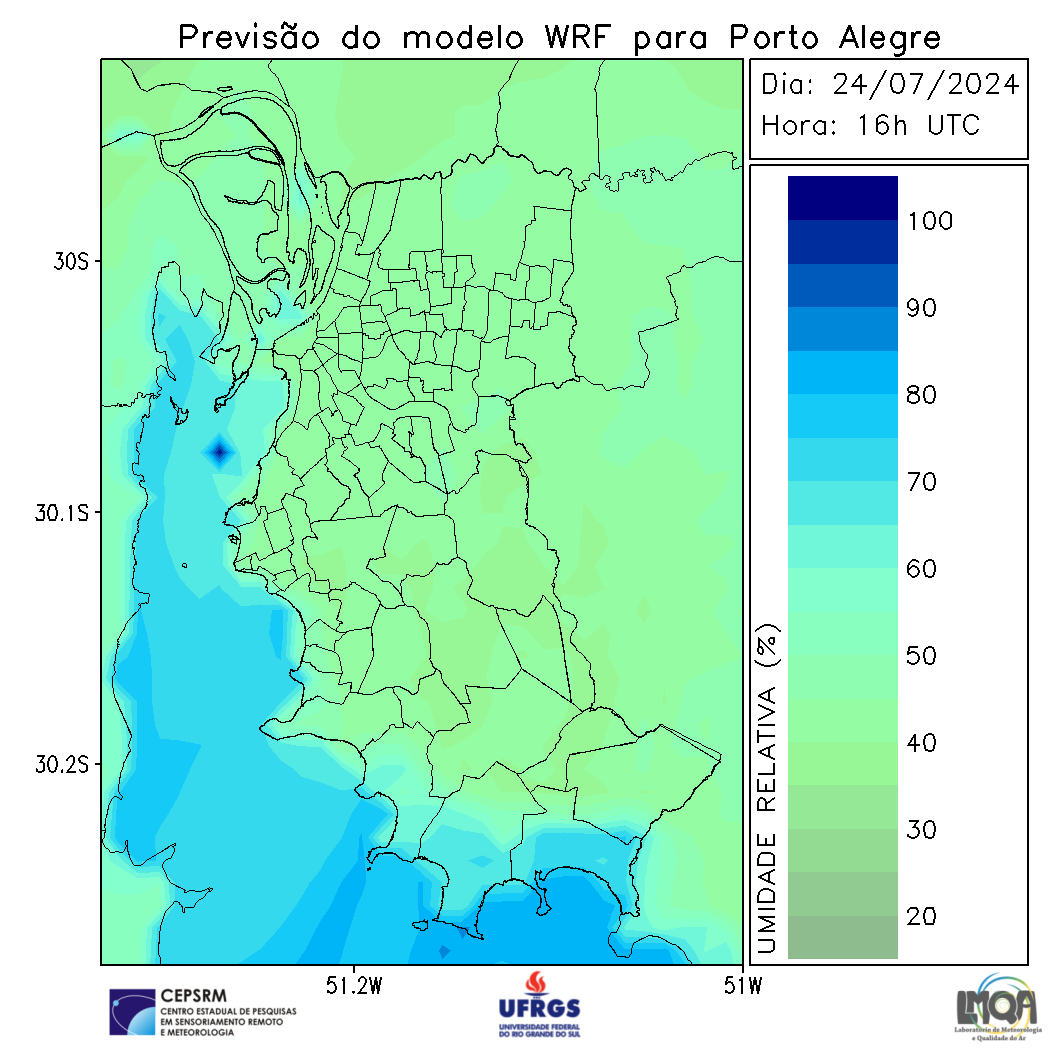 Previsão do modelo WRF para Porto Alegre
Dia: 24/07/2024
Hora: 16h UTC
100
90
80
70
60
50
40
30
20
UMIDADE RELATIVA (%)
30S
30.1S
30.2S
51.2W
51W
CEPSRM
CENTRO ESTADUAL DE PESQUISAS
EM SENSORIAMENTO REMOTO
E METEOROLOGIA
UFRGS
UNIVERSIDADE FEDERAL
DO RIO GRANDE DO SUL
LMQA
Laboratório de Meteorologia
e Qualidade do Ar